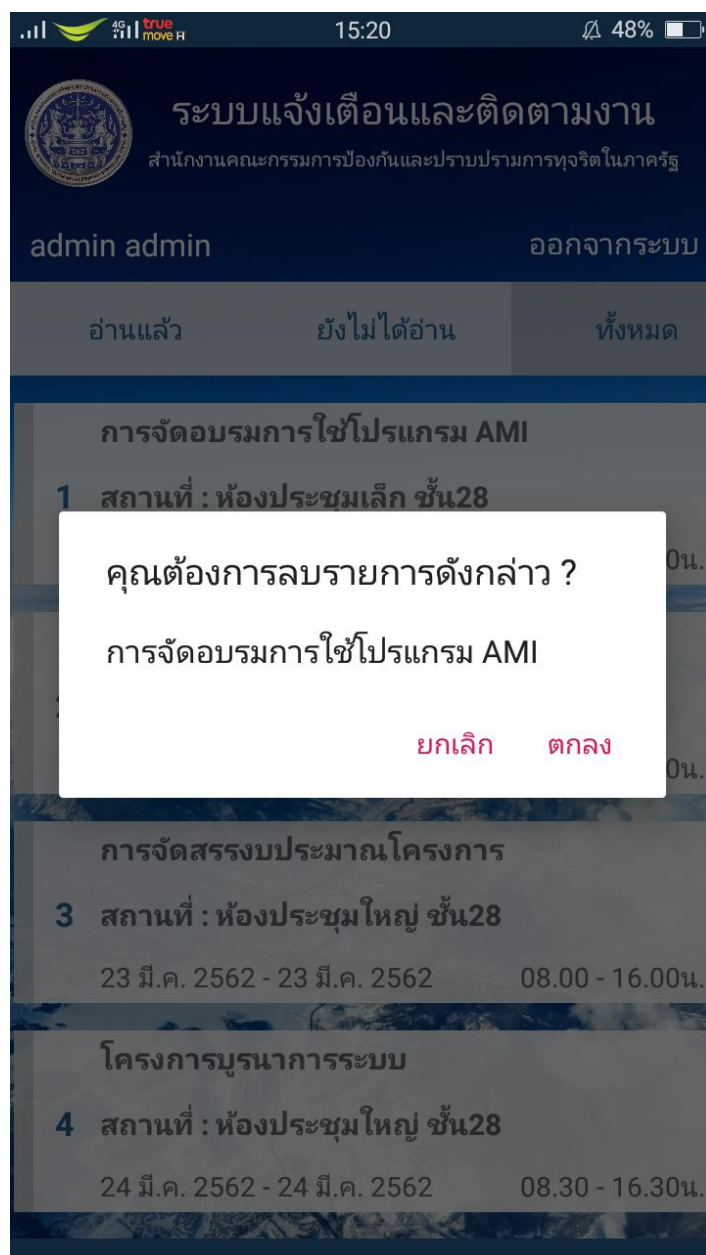 4G true
move H 15:20 48%
ระบบแจ้งเตือนและติดตามงาน
สำนักงานคณะกรรมการป้องกันและปราบปรามการทุจริตในภาครัฐ
admin admin ออกจากระบบ
อ่านแล้ว ยังไม่ได้อ่าน ทั้งหมด
การจัดอบรมการใช้โปรแกรม AMI
1 สถานที่ : ห้องประชุมเล็ก ชั้น28
0น.
คุณต้องการลบรายการดังกล่าว ?
การจัดอบรมการใช้โปรแกรม AMI
ยกเลิก ตกลง
0น.
การจัดสรรงบประมาณโครงการ
3 สถานที่ : ห้องประชุมใหญ่ ชั้น28
23 มี.ค. 2562 - 23 มี.ค. 2562 08.00 - 16.00น.
โครงการบูรนาการระบบ
4 สถานที่ : ห้องประชุมใหญ่ ชั้น28
24 มี.ค. 2562 - 24 มี.ค. 2562 08.30 - 16.30น.